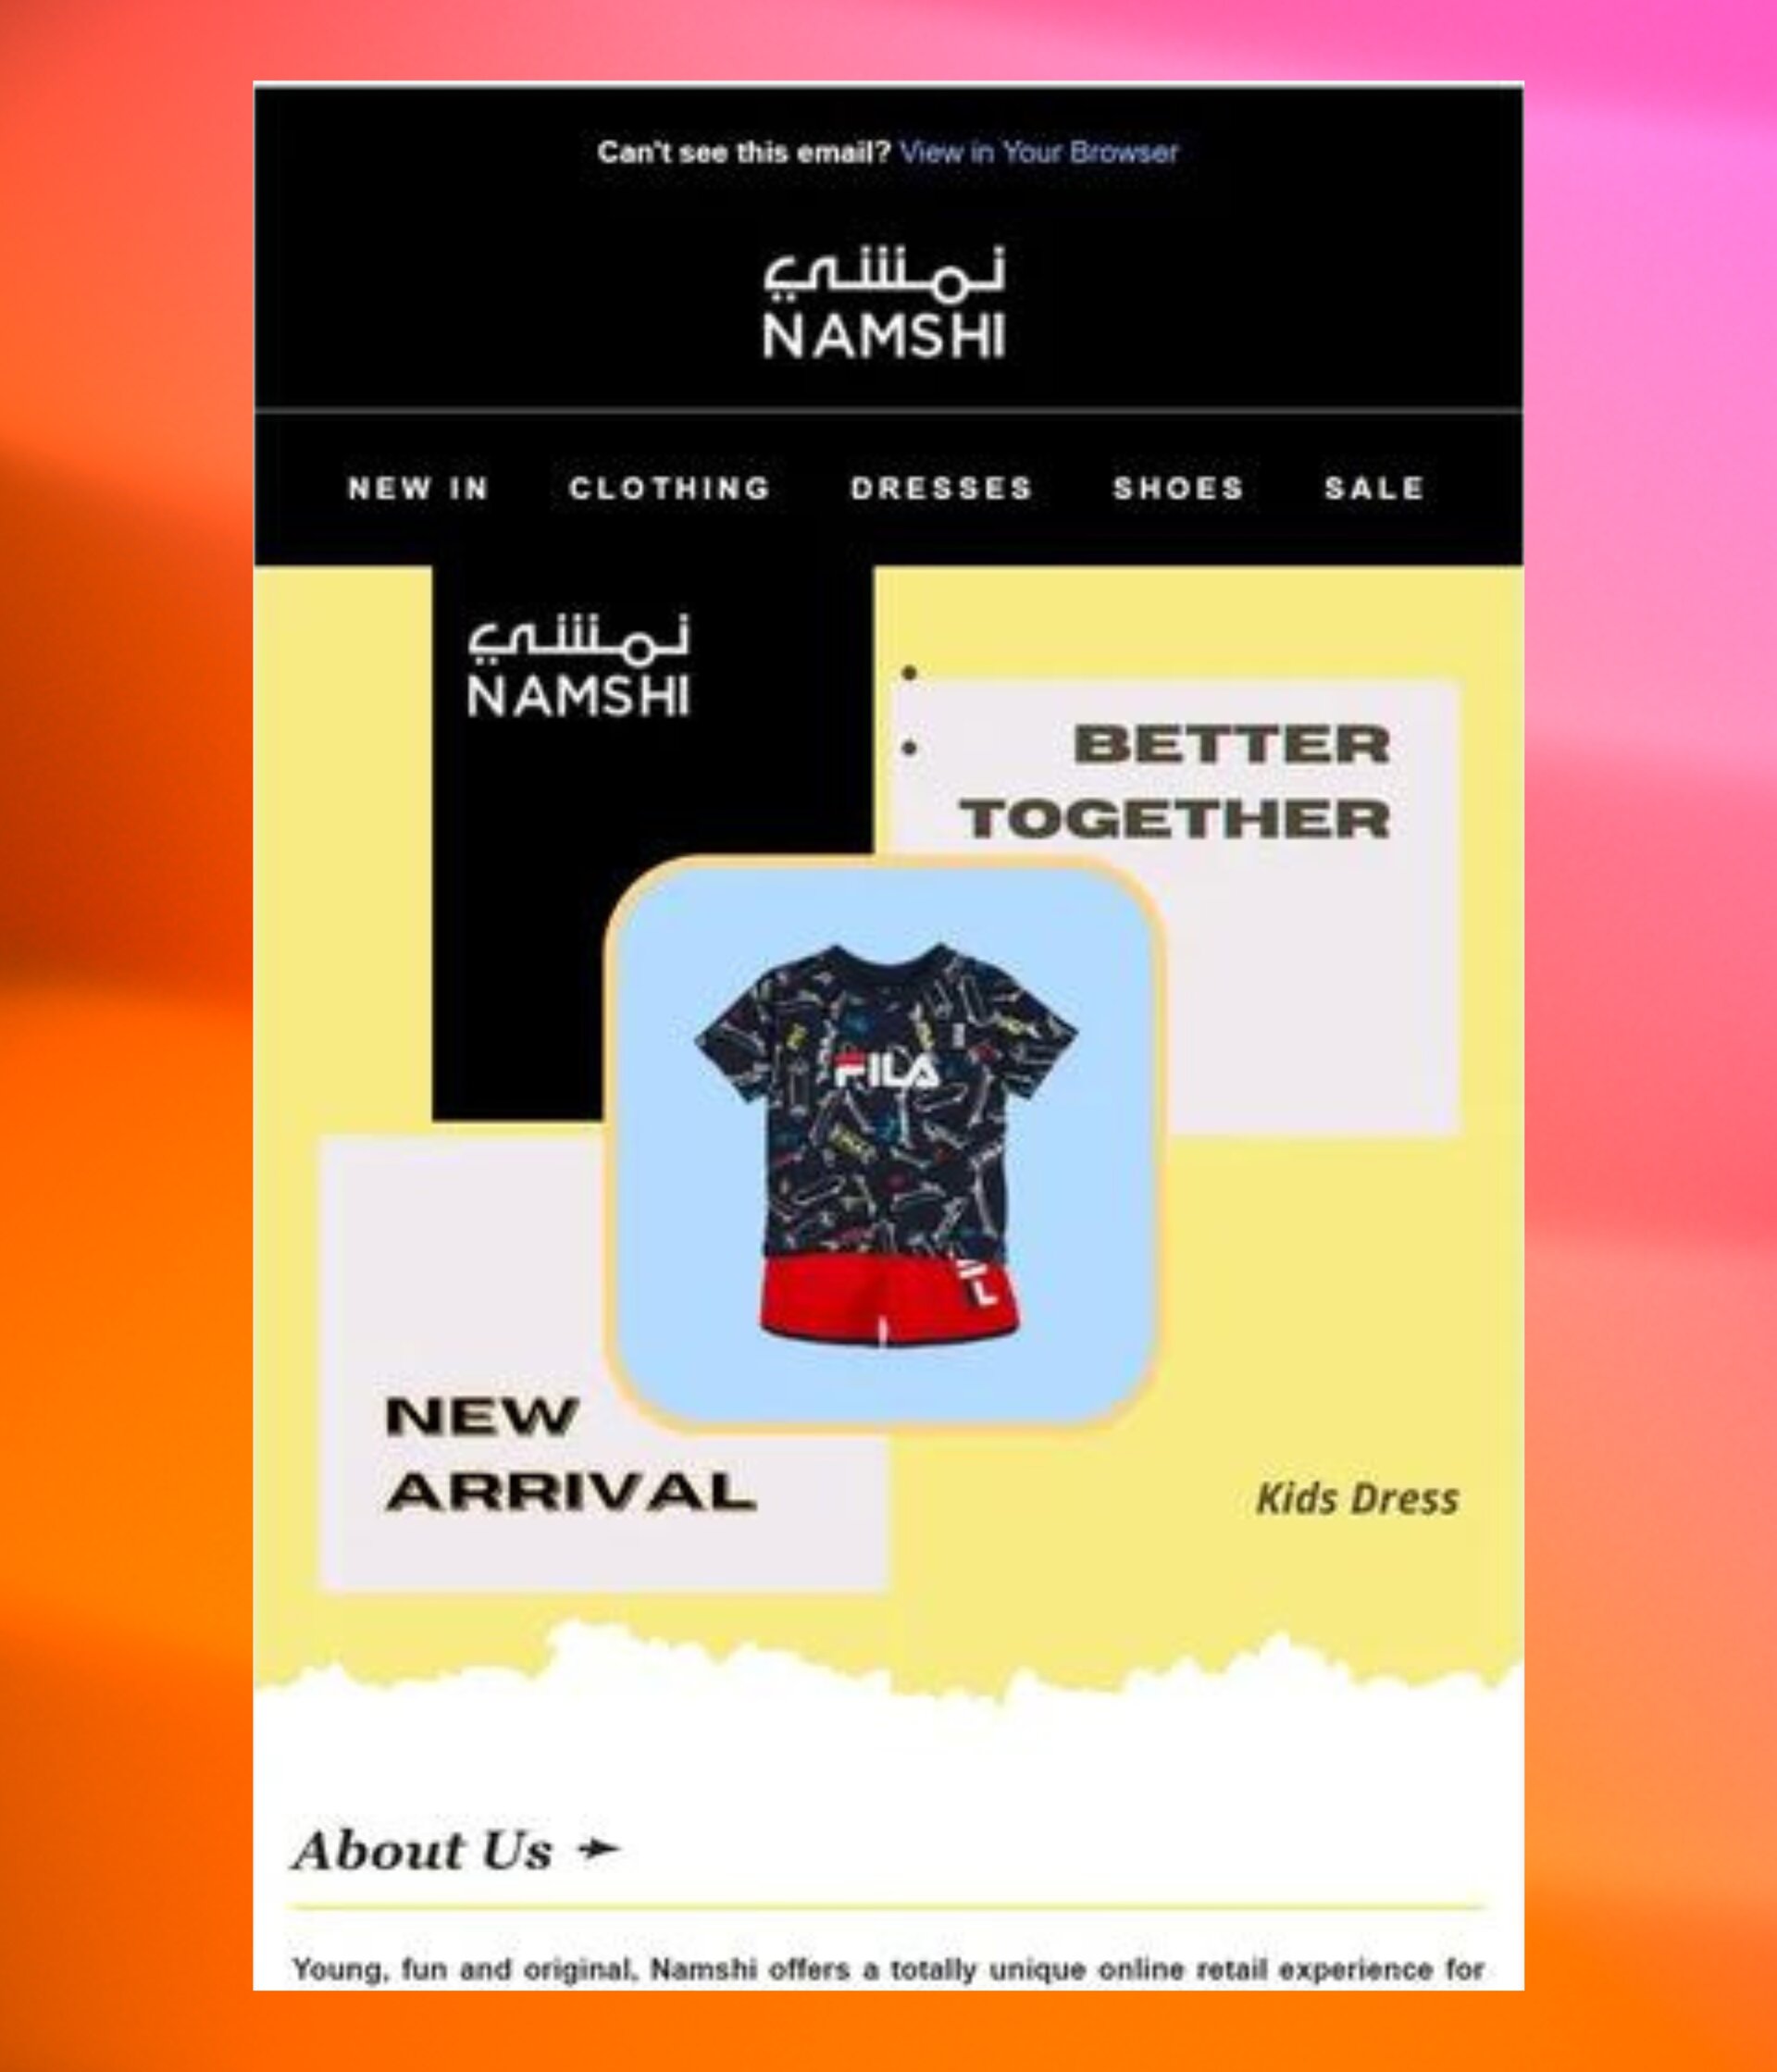 Can't see this email? View in Your Browser
نمشي
NAMSHI
NEW IN CLOTHING DRESSES SHOES SALE
نمشي
NAMSHI
BETTER
TOGETHER
FILA
NEW
ARRIVAL
Kids Dress
About Us ➛
Young, fun and original, Namshi offers a totally unique online retail experience for